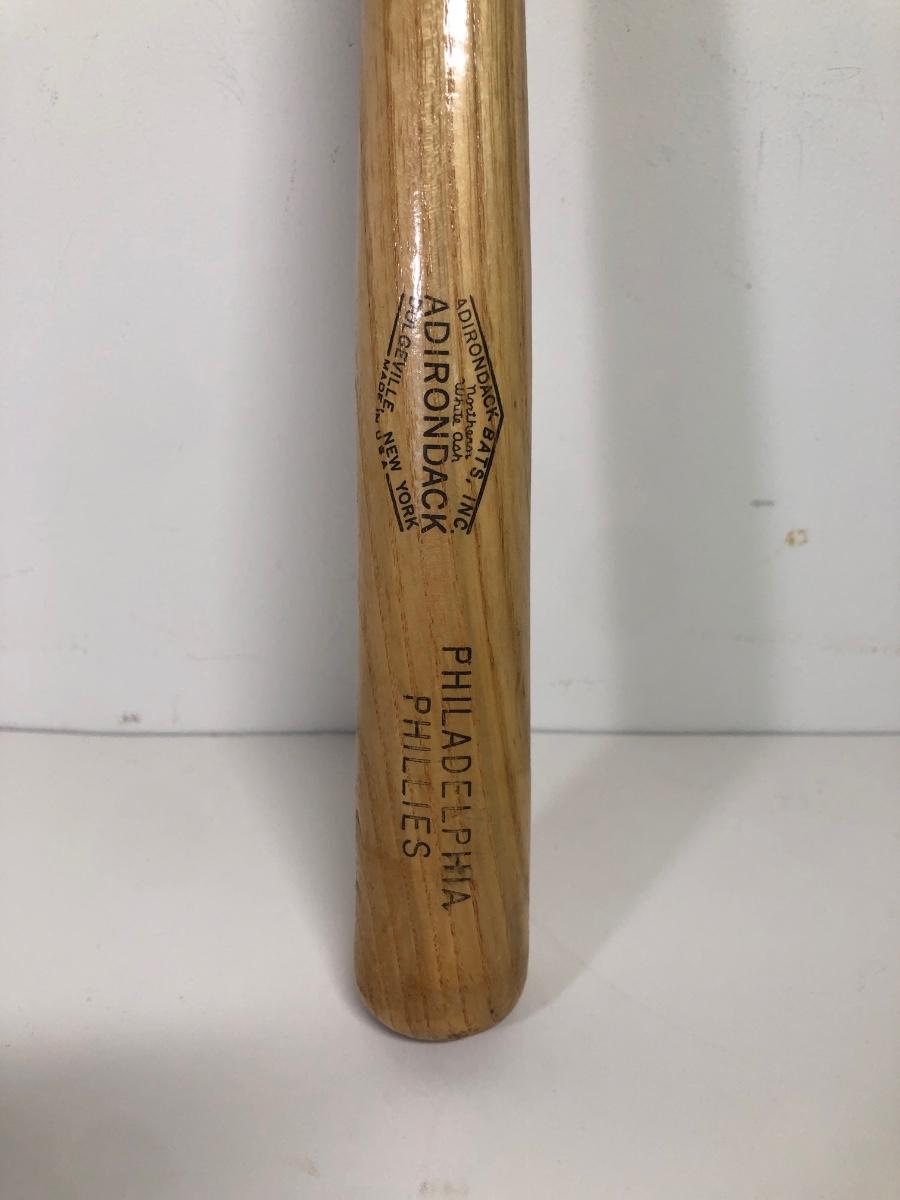 ADIRONDACK BATS, INC.
Northern
White Ash
ADIRONDACK
DOLGEVILLE, NEW YORK
MADE IN U S A
PHILADELPHIA
PHILLIES